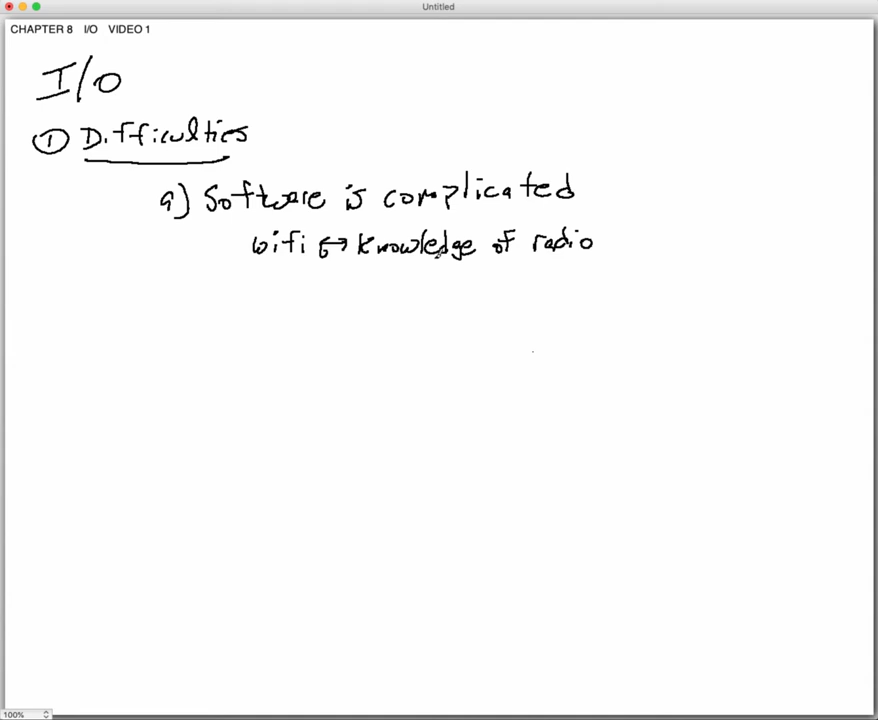 Untitled
CHAPTER 8 I/O VIDEO 1
I/O
① Difficulties
a) Software is complicated
wifi ↔ knowledge of radio
100%